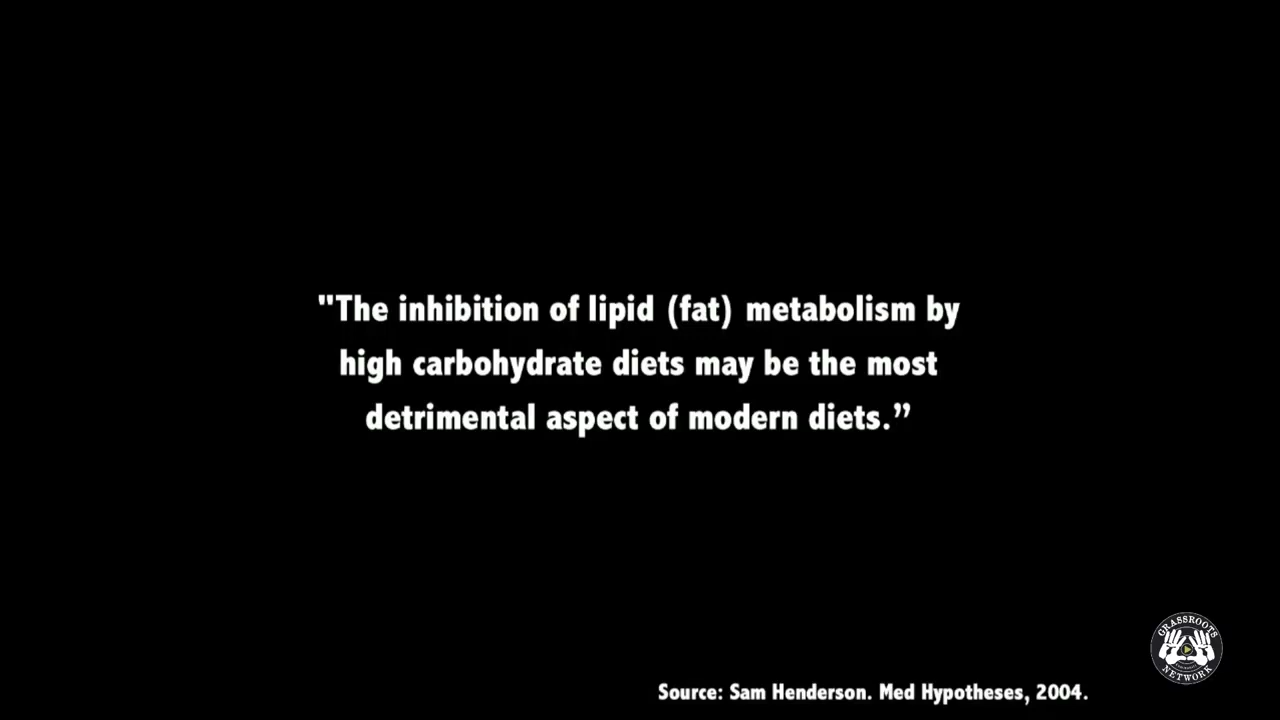 "The inhibition of lipid (fat) metabolism by
high carbohydrate diets may be the most
detrimental aspect of modern diets.”
GRASSROOTS
NETWORK
Source: Sam Henderson. Med Hypotheses, 2004.